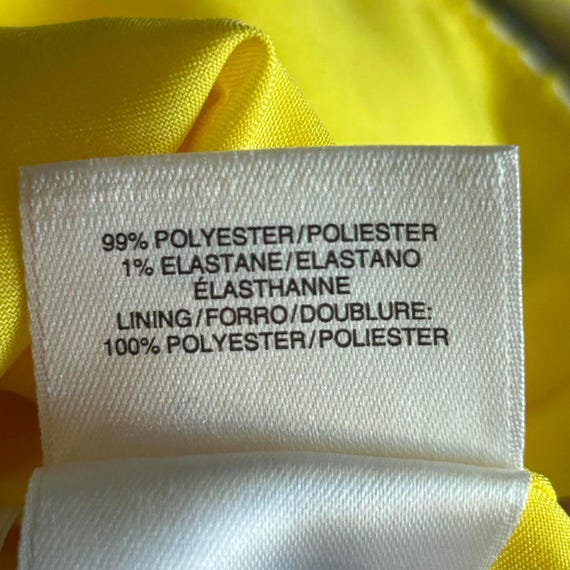 99% POLYESTER/POLIESTER
1% ELASTANE/ELASTANO
ÉLASTHANNE
LINING/FORRO/DOUBLURE:
100% POLYESTER/POLIESTER